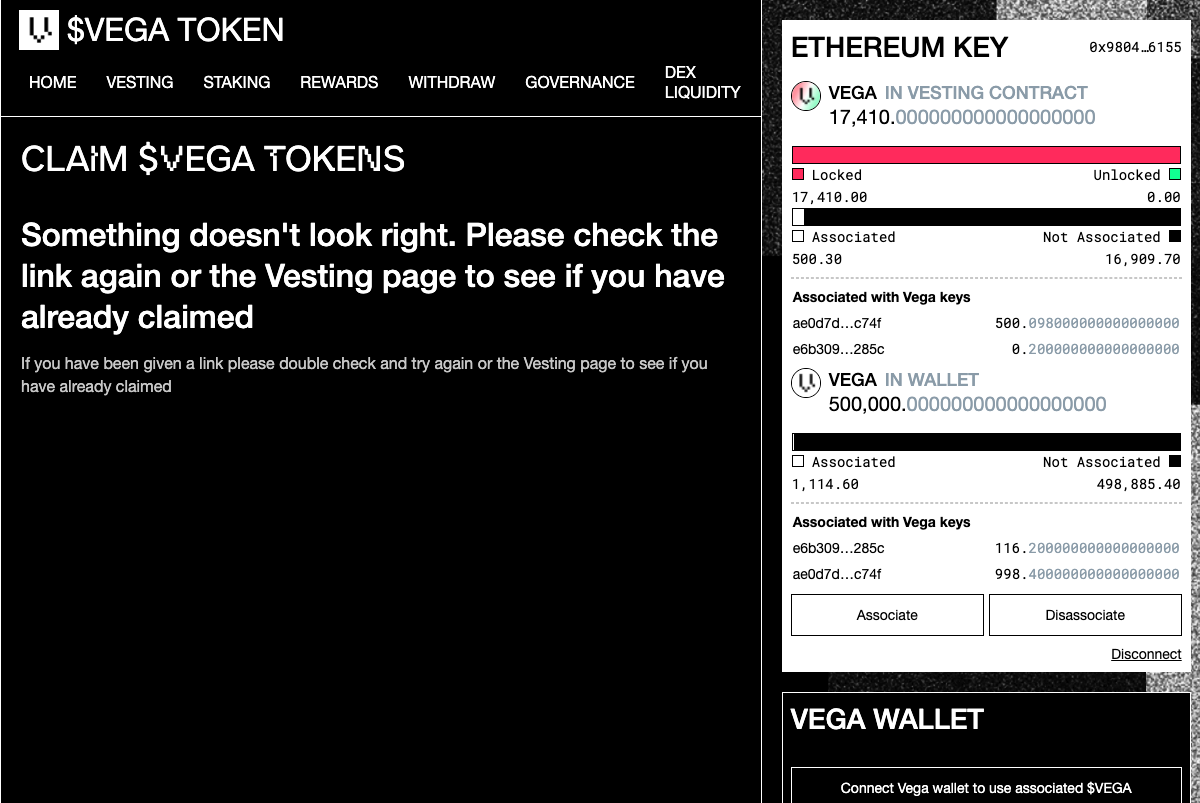 $VEGA TOKEN
HOME VESTING STAKING REWARDS WITHDRAW GOVERNANCE DEX LIQUIDITY
CLAIM $VEGA TOKENS
Something doesn't look right. Please check the
link again or the Vesting page to see if you have
already claimed
If you have been given a link please double check and try again or the Vesting page to see if you
have already claimed
ETHEREUM KEY 0x9804…6155
VEGA IN VESTING CONTRACT
17,410.000000000000000000
Locked Unlocked
17,410.00 0.00
Associated Not Associated
500.30 16,909.70
Associated with Vega keys
ae0d7d…c74f 500.098000000000000000
e6b309…285c 0.200000000000000000
VEGA IN WALLET
500,000.000000000000000000
Associated Not Associated
1,114.60 498,885.40
Associated with Vega keys
e6b309…285c 116.200000000000000000
ae0d7d…c74f 998.400000000000000000
Associate Disassociate
Disconnect
VEGA WALLET
Connect Vega wallet to use associated $VEGA